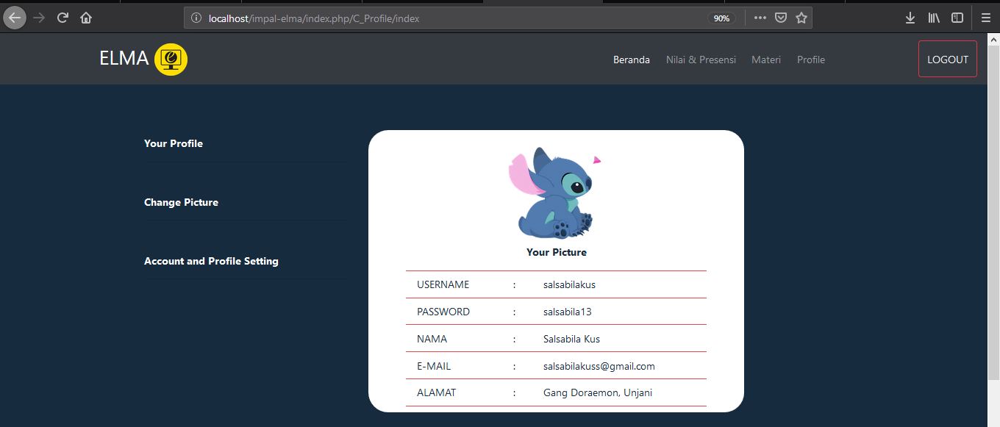 localhost/impal-elma/index.php/C_Profile/index 90%
ELMA Beranda Nilai & Presensi Materi Profile LOGOUT
Your Profile
Change Picture
Account and Profile Setting
Your Picture
USERNAME : salsabilakus
PASSWORD : salsabila13
NAMA : Salsabila Kus
E-MAIL : salsabilakuss@gmail.com
ALAMAT : Gang Doraemon, Unjani